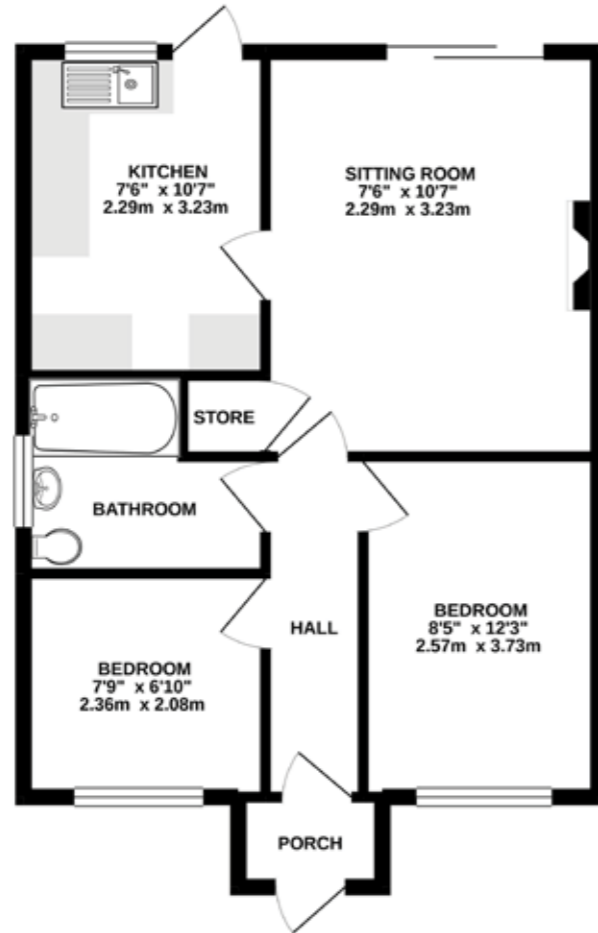 KITCHEN
7'6" x 10'7"
2.29m x 3.23m
SITTING ROOM
7'6" x 10'7"
2.29m x 3.23m
STORE
BATHROOM
HALL
BEDROOM
8'5" x 12'3"
2.57m x 3.73m
BEDROOM
7'9" x 6'10"
2.36m x 2.08m
PORCH